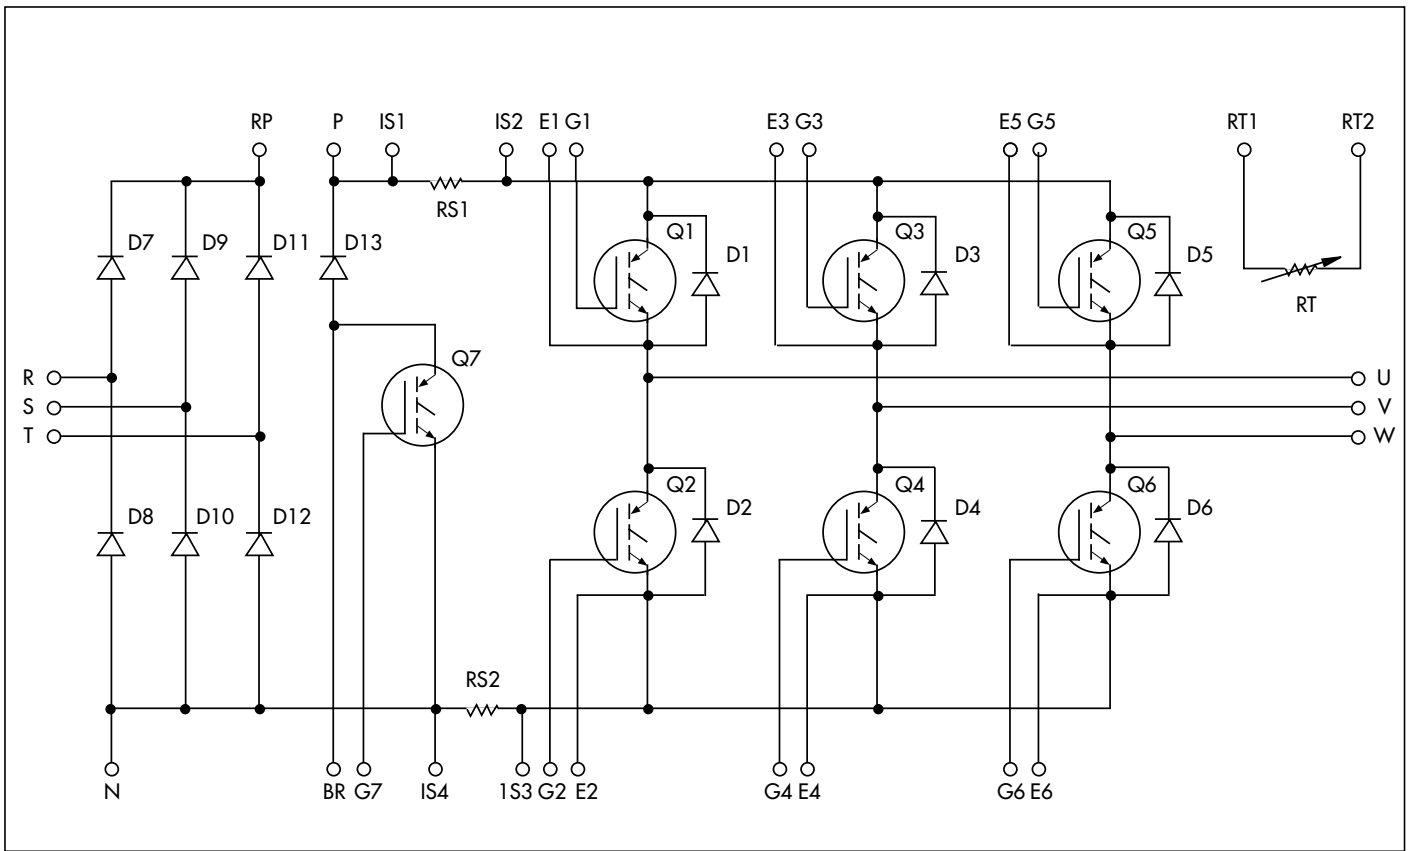 RP P IS1 IS2 E1 G1 E3 G3 E5 G5 RT1 RT2
RS1
Q1 Q3 Q5
D7 D9 D11 D13 D1 D3 D5
RT
Q7
R U
S V
T W
Q2 Q4 Q6
D8 D10 D12 D2 D4 D6
RS2
N BR G7 IS4 1S3 G2 E2 G4 E4 G6 E6